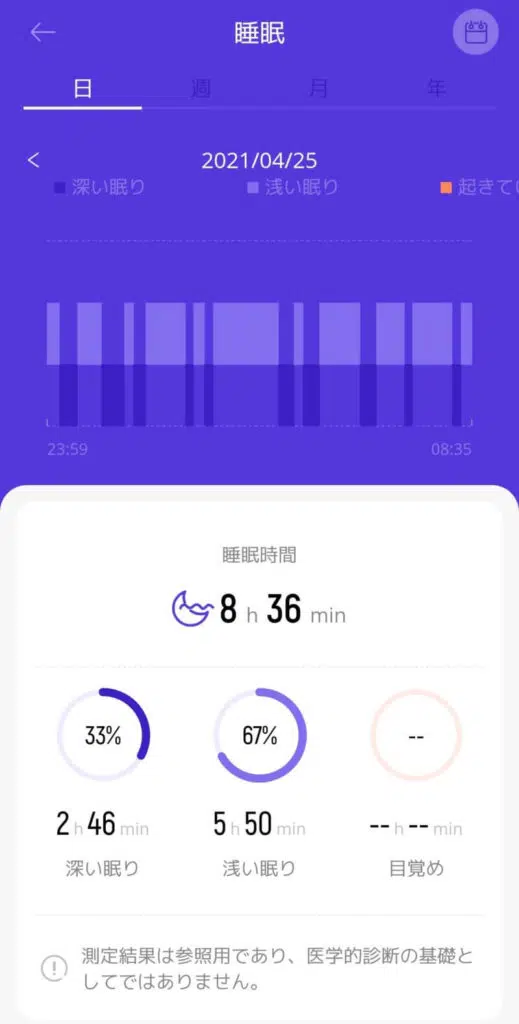 睡眠
日 週 月 年
2021/04/25
深い眠り 浅い眠り 起きて
23:59 08:35
睡眠時間
8 h 36 min
33% 67% --
2 h 46 min 5 h 50 min -- h -- min
深い眠り 浅い眠り 目覚め
測定結果は参照用であり、医学的診断の基礎と
してではありません。